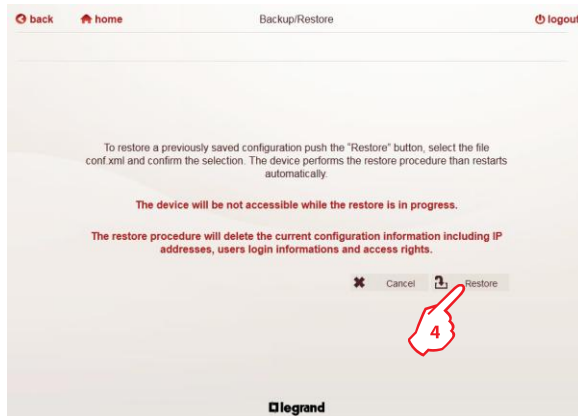 back home Backup/Restore logout
To restore a previously saved configuration push the "Restore" button, select the file
conf.xml and confirm the selection. The device performs the restore procedure than restarts
automatically.
The device will be not accessible while the restore is in progress.
The restore procedure will delete the current configuration information including IP
addresses, users login informations and access rights.
Cancel Restore
4
legrand